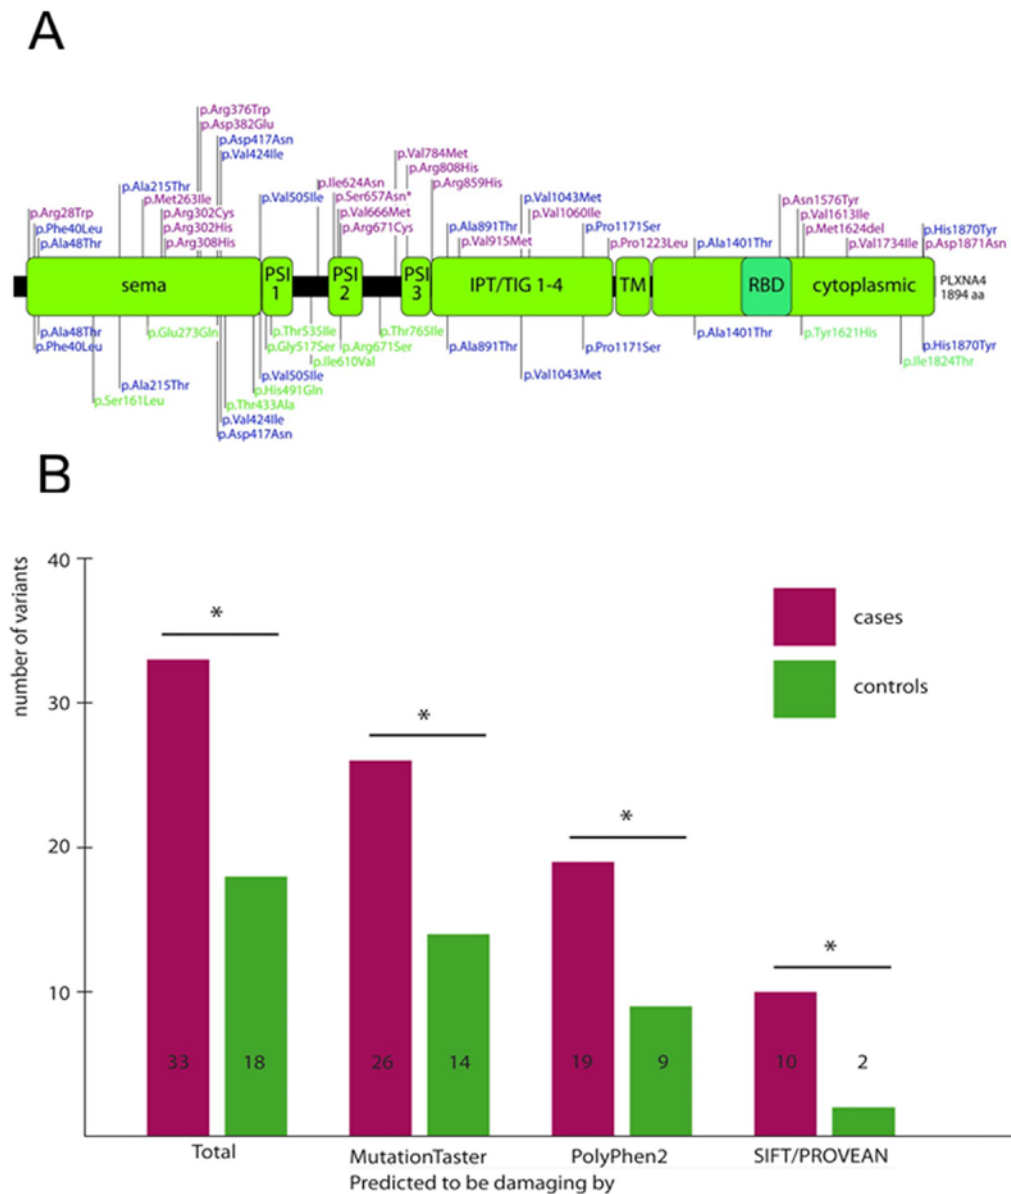 A
p.Arg376Trp
p.Asp382Glu
p.Asp417Asn
p.Val424Ile
p.Val784Met
p.Arg808His
p.Arg859His
p.Ala215Thr
p.Met263Ile
p.Arg302Cys
p.Arg302His
p.Arg308His
p.Val505Ile
p.Ile624Asn
p.Ser657Asn*
p.Val666Met
p.Arg671Cys
p.Arg28Trp
p.Phe40Leu
p.Ala48Thr
p.Ala891Thr
p.Val915Met
p.Val1043Met
p.Val1060Ile
p.Pro1171Ser
p.Pro1223Leu
p.Ala1401Thr
p.Asn1576Tyr
p.Val1613Ile
p.Met1624del
p.Val1734Ile
p.His1870Tyr
p.Asp1871Asn
sema
PSI 1
PSI 2
PSI 3
IPT/TIG 1-4
TM
RBD
cytoplasmic
PLXNA4
1894 aa
p.Ala48Thr
p.Phe40Leu
p.Glu273Gln
p.Ala215Thr
p.Ser161Leu
p.Thr535Ile
p.Gly517Ser
p.Ile610Val
p.Val505Ile
p.His491Gln
p.Thr433Ala
p.Val424Ile
p.Asp417Asn
p.Thr765Ile
p.Arg671Ser
p.Ala891Thr
p.Val1043Met
p.Pro1171Ser
p.Ala1401Thr
p.Tyr1621His
p.Ile1824Thr
p.His1870Tyr
B
number of variants
40
30
20
10
*
*
*
*
cases
controls
33
18
26
14
19
9
10
2
Total
MutationTaster
PolyPhen2
SIFT/PROVEAN
Predicted to be damaging by